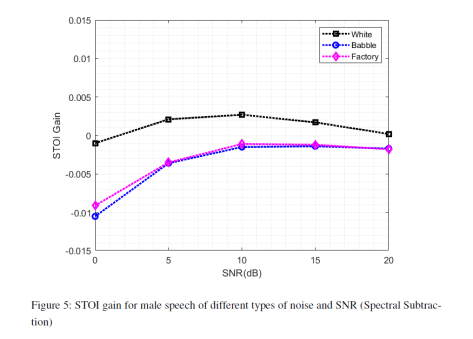 0.015
0.01
0.005
0
-0.005
-0.01
-0.015
STOI Gain
White
Babble
Factory
0 5 10 15 20
SNR(dB)
Figure 5: STOI gain for male speech of different types of noise and SNR (Spectral Subtrac-
tion)